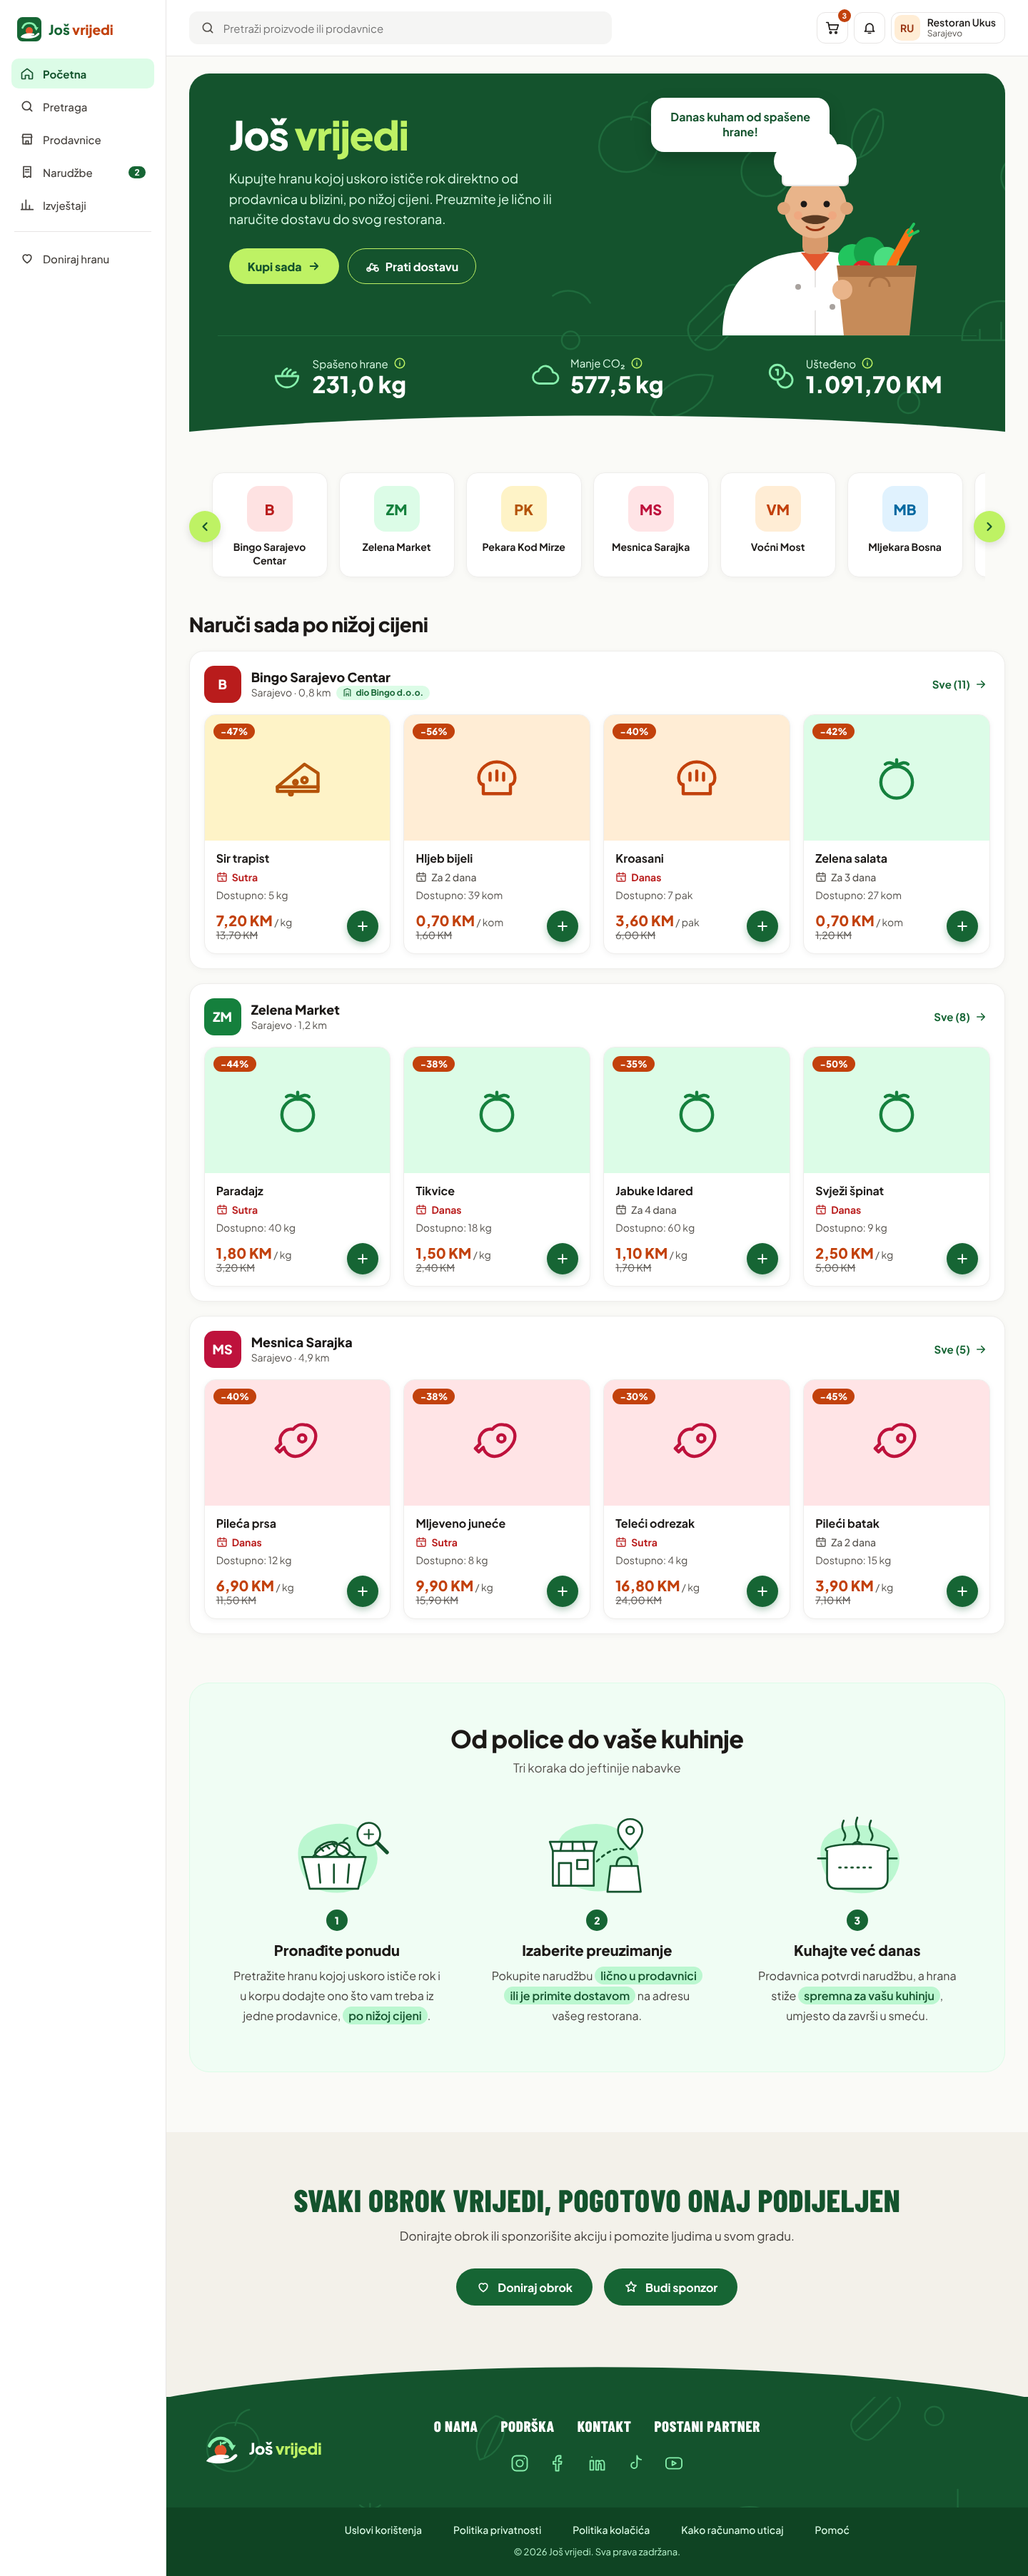 Još vrijedi
Početna
Pretraga
Prodavnice
Narudžbe 2
Izvještaji
Doniraj hranu
Pretraži proizvode ili prodavnice
3
RU
Restoran Ukus
Sarajevo
Još vrijedi
Kupujte hranu kojoj uskoro ističe rok direktno od
prodavnica u blizini, po nižoj cijeni. Preuzmite je lično ili
naručite dostavu do svog restorana.
Kupi sada
Prati dostavu
Danas kuham od spašene
hrane!
Spašeno hrane
231,0 kg
Manje CO₂
577,5 kg
Ušteđeno
1.091,70 KM
B
Bingo Sarajevo
Centar
ZM
Zelena Market
PK
Pekara Kod Mirze
MS
Mesnica Sarajka
VM
Voćni Most
MB
Mljekara Bosna
Naruči sada po nižoj cijeni
B
Bingo Sarajevo Centar
Sarajevo · 0,8 km dio Bingo d.o.o.
Sve (11)
-47%
Sir trapist
Sutra
Dostupno: 5 kg
7,20 KM / kg
13,70 KM
-56%
Hljeb bijeli
Za 2 dana
Dostupno: 39 kom
0,70 KM / kom
1,60 KM
-40%
Kroasani
Danas
Dostupno: 7 pak
3,60 KM / pak
6,00 KM
-42%
Zelena salata
Za 3 dana
Dostupno: 27 kom
0,70 KM / kom
1,20 KM
ZM
Zelena Market
Sarajevo · 1,2 km
Sve (8)
-44%
Paradajz
Sutra
Dostupno: 40 kg
1,80 KM / kg
3,20 KM
-38%
Tikvice
Danas
Dostupno: 18 kg
1,50 KM / kg
2,40 KM
-35%
Jabuke Idared
Za 4 dana
Dostupno: 60 kg
1,10 KM / kg
1,70 KM
-50%
Svježi špinat
Danas
Dostupno: 9 kg
2,50 KM / kg
5,00 KM
MS
Mesnica Sarajka
Sarajevo · 4,9 km
Sve (5)
-40%
Pileća prsa
Danas
Dostupno: 12 kg
6,90 KM / kg
11,50 KM
-38%
Mljeveno juneće
Sutra
Dostupno: 8 kg
9,90 KM / kg
15,90 KM
-30%
Teleći odrezak
Sutra
Dostupno: 4 kg
16,80 KM / kg
24,00 KM
-45%
Pileći batak
Za 2 dana
Dostupno: 15 kg
3,90 KM / kg
7,10 KM
Od police do vaše kuhinje
Tri koraka do jeftinije nabavke
1
Pronađite ponudu
Pretražite hranu kojoj uskoro ističe rok i
u korpu dodajte ono što vam treba iz
jedne prodavnice, po nižoj cijeni.
2
Izaberite preuzimanje
Pokupite narudžbu lično u prodavnici
ili je primite dostavom na adresu
vašeg restorana.
3
Kuhajte već danas
Prodavnica potvrdi narudžbu, a hrana
stiže spremna za vašu kuhinju,
umjesto da završi u smeću.
SVAKI OBROK VRIJEDI, POGOTOVO ONAJ PODIJELJEN
Donirajte obrok ili sponzorišite akciju i pomozite ljudima u svom gradu.
Doniraj obrok
Budi sponzor
Još vrijedi
O NAMA PODRŠKA KONTAKT POSTANI PARTNER
Uslovi korištenja Politika privatnosti Politika kolačića Kako računamo uticaj Pomoć
© 2026 Još vrijedi. Sva prava zadržana.